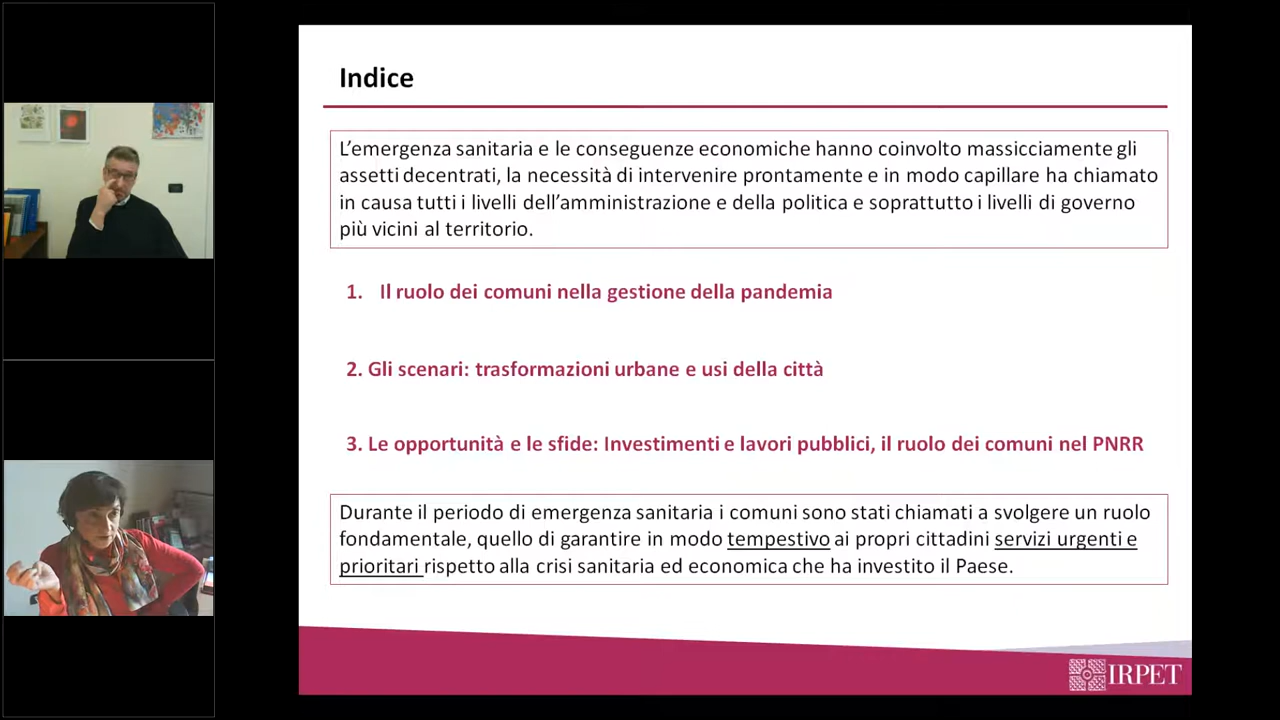 Indice
L'emergenza sanitaria e le conseguenze economiche hanno coinvolto massicciamente gli
assetti decentrati, la necessità di intervenire prontamente e in modo capillare ha chiamato
in causa tutti i livelli dell'amministrazione e della politica e soprattutto i livelli di governo
più vicini al territorio.
1. Il ruolo dei comuni nella gestione della pandemia
2. Gli scenari: trasformazioni urbane e usi della città
3. Le opportunità e le sfide: Investimenti e lavori pubblici, il ruolo dei comuni nel PNRR
Durante il periodo di emergenza sanitaria i comuni sono stati chiamati a svolgere un ruolo
fondamentale, quello di garantire in modo tempestivo ai propri cittadini servizi urgenti e
prioritari rispetto alla crisi sanitaria ed economica che ha investito il Paese.
IRPET